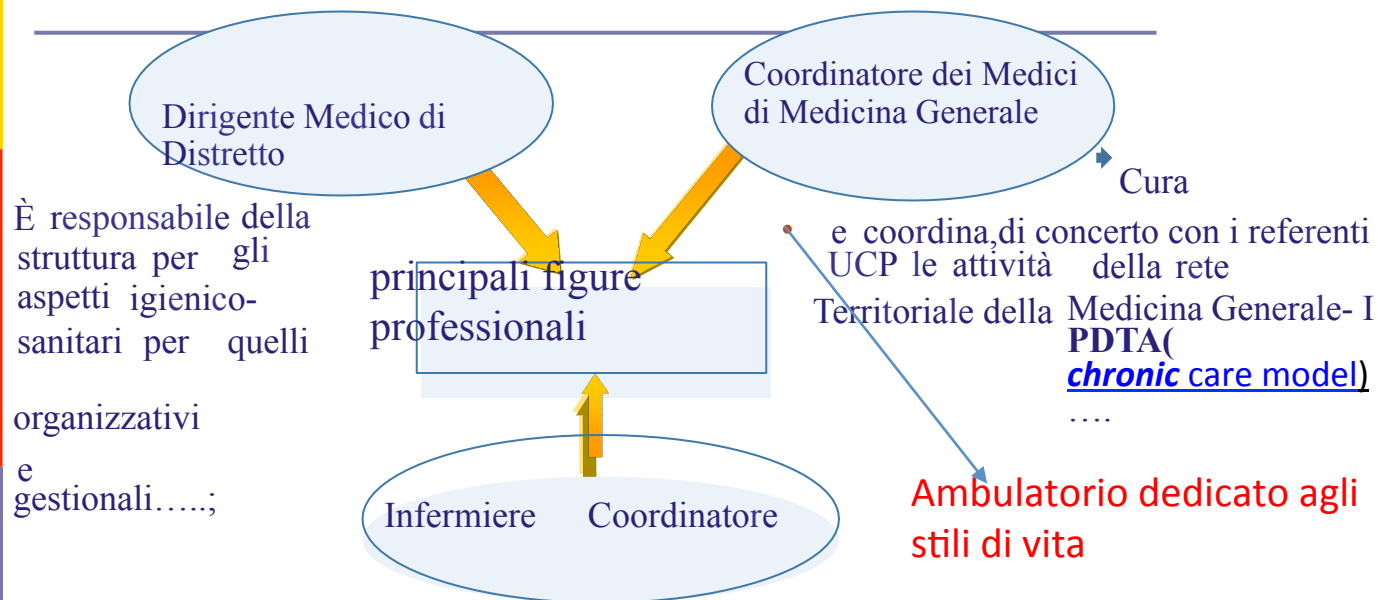 Dirigente Medico di
Distretto
Coordinatore dei Medici
di Medicina Generale
È responsabile della
struttura per gli
aspetti igienico-
sanitari per quelli
organizzativi
e
gestionali…..;
principali figure
professionali
Cura
e coordina,di concerto con i referenti
UCP le attività della rete
Territoriale della Medicina Generale- I
PDTA(
chronic care model)
….
Infermiere Coordinatore
Ambulatorio dedicato agli
stili di vita